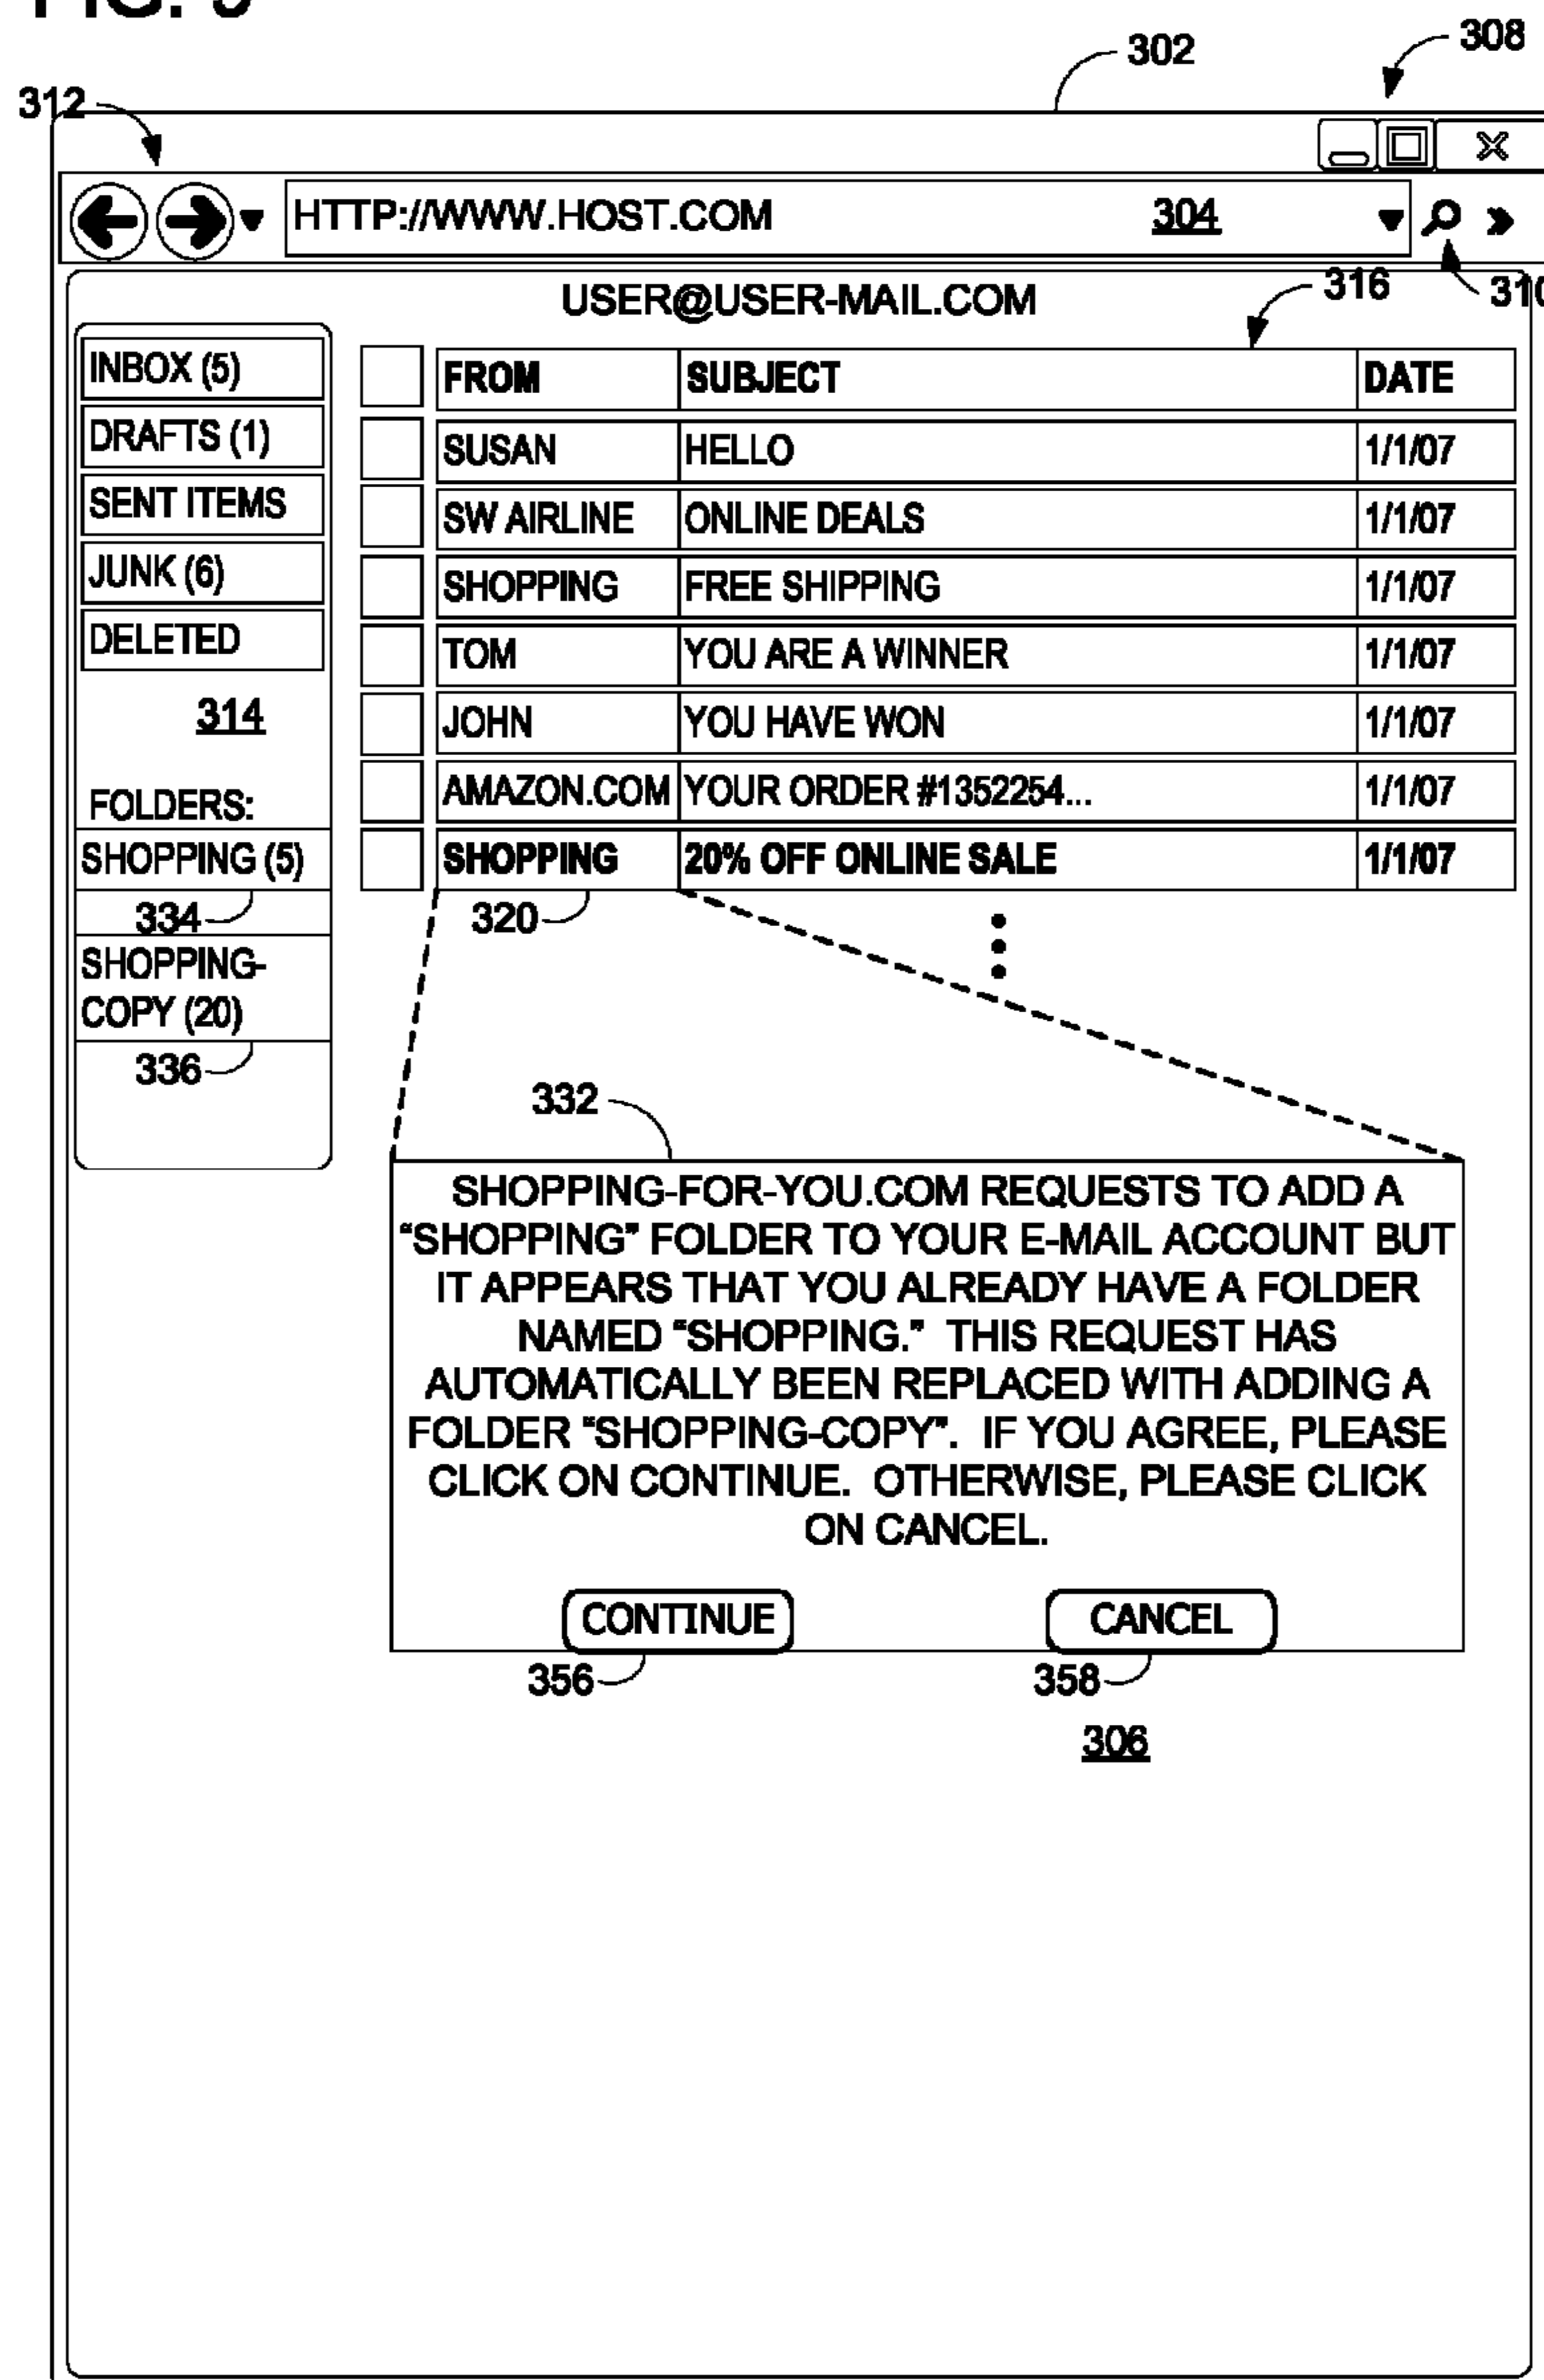 302
308
312
HTTP://WWW.HOST.COM 304
USER@USER-MAIL.COM
316
INBOX (5)
DRAFTS (1)
SENT ITEMS
JUNK (6)
DELETED
314
FOLDERS:
SHOPPING (5)
334
SHOPPING-
COPY (20)
336
FROM SUBJECT DATE
SUSAN HELLO 1/1/07
SW AIRLINE ONLINE DEALS 1/1/07
SHOPPING FREE SHIPPING 1/1/07
TOM YOU ARE A WINNER 1/1/07
JOHN YOU HAVE WON 1/1/07
AMAZON.COM YOUR ORDER #1352254... 1/1/07
SHOPPING 20% OFF ONLINE SALE 1/1/07
320
332
SHOPPING-FOR-YOU.COM REQUESTS TO ADD A
"SHOPPING" FOLDER TO YOUR E-MAIL ACCOUNT BUT
IT APPEARS THAT YOU ALREADY HAVE A FOLDER
NAMED "SHOPPING." THIS REQUEST HAS
AUTOMATICALLY BEEN REPLACED WITH ADDING A
FOLDER "SHOPPING-COPY". IF YOU AGREE, PLEASE
CLICK ON CONTINUE. OTHERWISE, PLEASE CLICK
ON CANCEL.
CONTINUE CANCEL
356 358
306